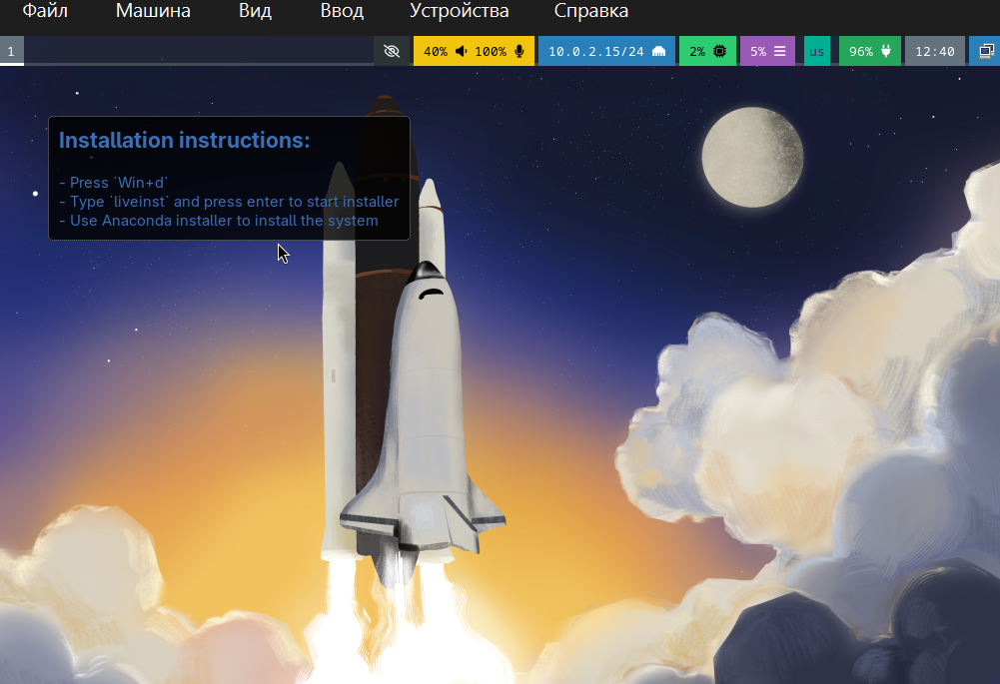 Файл Машина Вид Ввод Устройства Справка
1 40% 100% 10.0.2.15/24 2% 5% us 96% 12:40
Installation instructions:
- Press `Win+d`
- Type `liveinst` and press enter to start installer
- Use Anaconda installer to install the system